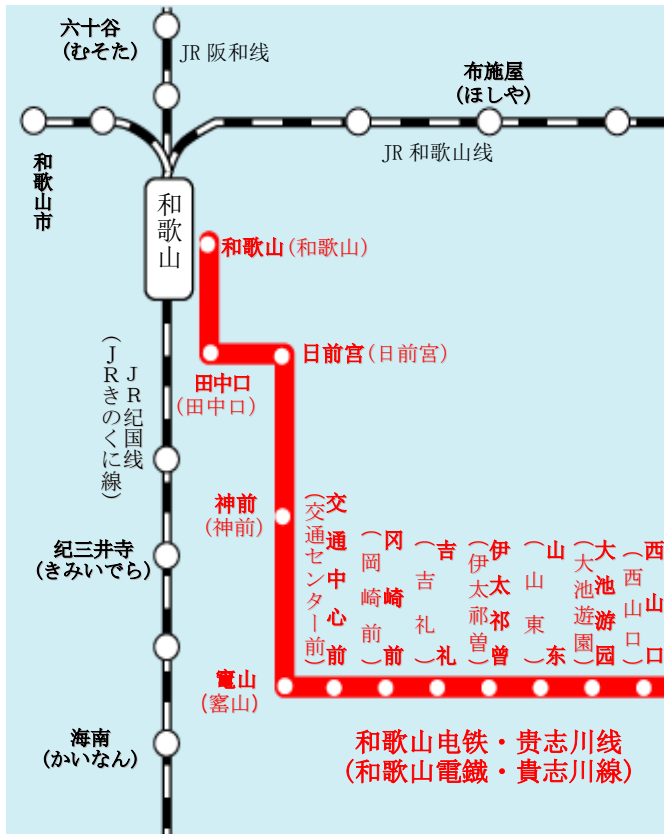 六十谷
(むそた)
JR 阪和线
布施屋
(ほしや)
JR 和歌山线
和歌山市
和歌山
和歌山(和歌山)
日前宫(日前宮)
田中口
(田中口)
JR纪国线
(JRきのくに線)
神前
(神前)
纪三井寺
(きみいでら)
竈山
(竈山)
交通中心前
(交通センター前)
冈崎前
(岡崎前)
吉礼
(吉礼)
伊太祁曾
(伊太祁曽)
山东
(山東)
大池游园
(大池遊園)
西山口
(西山口)
海南
(かいなん)
和歌山电铁・贵志川线
(和歌山電鐵・貴志川線)